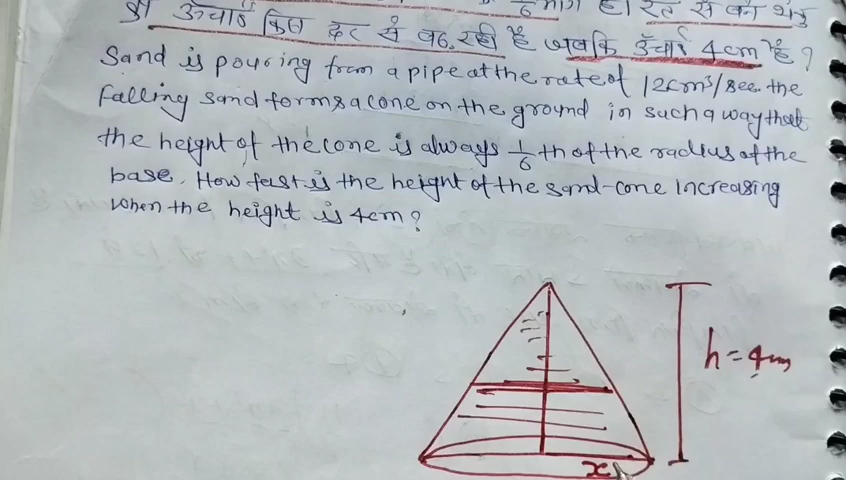 1/6 भाग है। रेत से बने शंकु
की ऊँचाई किस दर से बढ़ रही है जबकि ऊँचाई 4cm है?
Sand is pouring from a pipe at the rate of 12cm³/sec. the
falling sand forms a cone on the ground in such a way that
the height of the cone is always 1/6 th of the radius of the
base. How fast is the height of the sand-cone increasing
when the height is 4cm?
h = 4cm
x